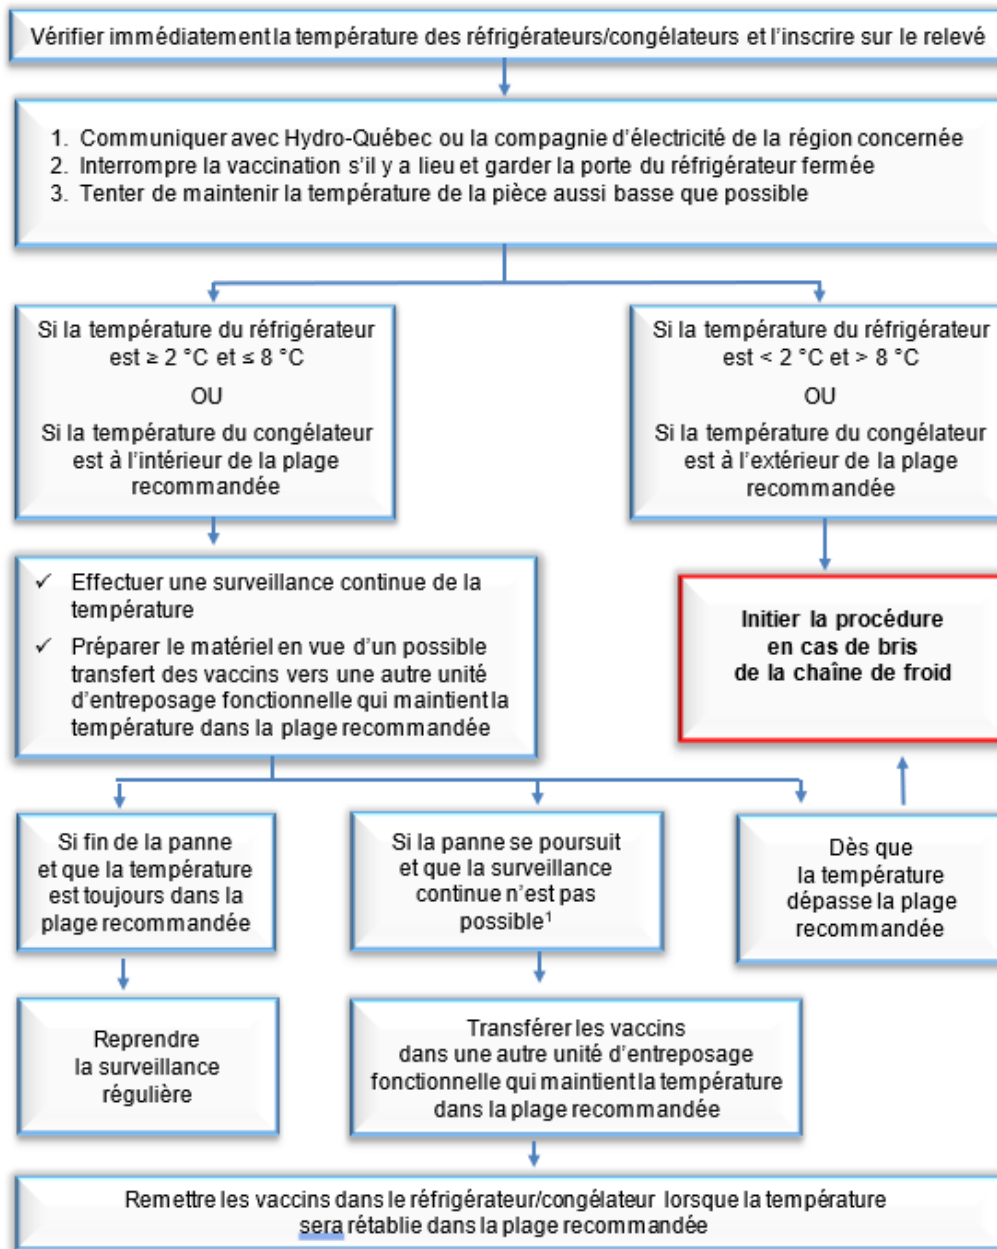 Vérifier immédiatement la température des réfrigérateurs/congélateurs et l'inscrire sur le relevé
1. Communiquer avec Hydro-Québec ou la compagnie d'électricité de la région concernée
2. Interrompre la vaccination s'il y a lieu et garder la porte du réfrigérateur fermée
3. Tenter de maintenir la température de la pièce aussi basse que possible
Si la température du réfrigérateur
est ≥ 2 °C et ≤ 8 °C
OU
Si la température du congélateur
est à l'intérieur de la plage
recommandée
Si la température du réfrigérateur
est < 2 °C et > 8 °C
OU
Si la température du congélateur
est à l'extérieur de la plage
recommandée
✓ Effectuer une surveillance continue de la
température
✓ Préparer le matériel en vue d'un possible
transfert des vaccins vers une autre unité
d'entreposage fonctionnelle qui maintient la
température dans la plage recommandée
Initier la procédure
en cas de bris
de la chaîne de froid
Si fin de la panne
et que la température
est toujours dans la
plage recommandée
Si la panne se poursuit
et que la surveillance
continue n'est pas
possible¹
Dès que
la température
dépasse la plage
recommandée
Reprendre
la surveillance
régulière
Transférer les vaccins
dans une autre unité d'entreposage
fonctionnelle qui maintient la température
dans la plage recommandée
Remettre les vaccins dans le réfrigérateur/congélateur lorsque la température
sera rétablie dans la plage recommandée